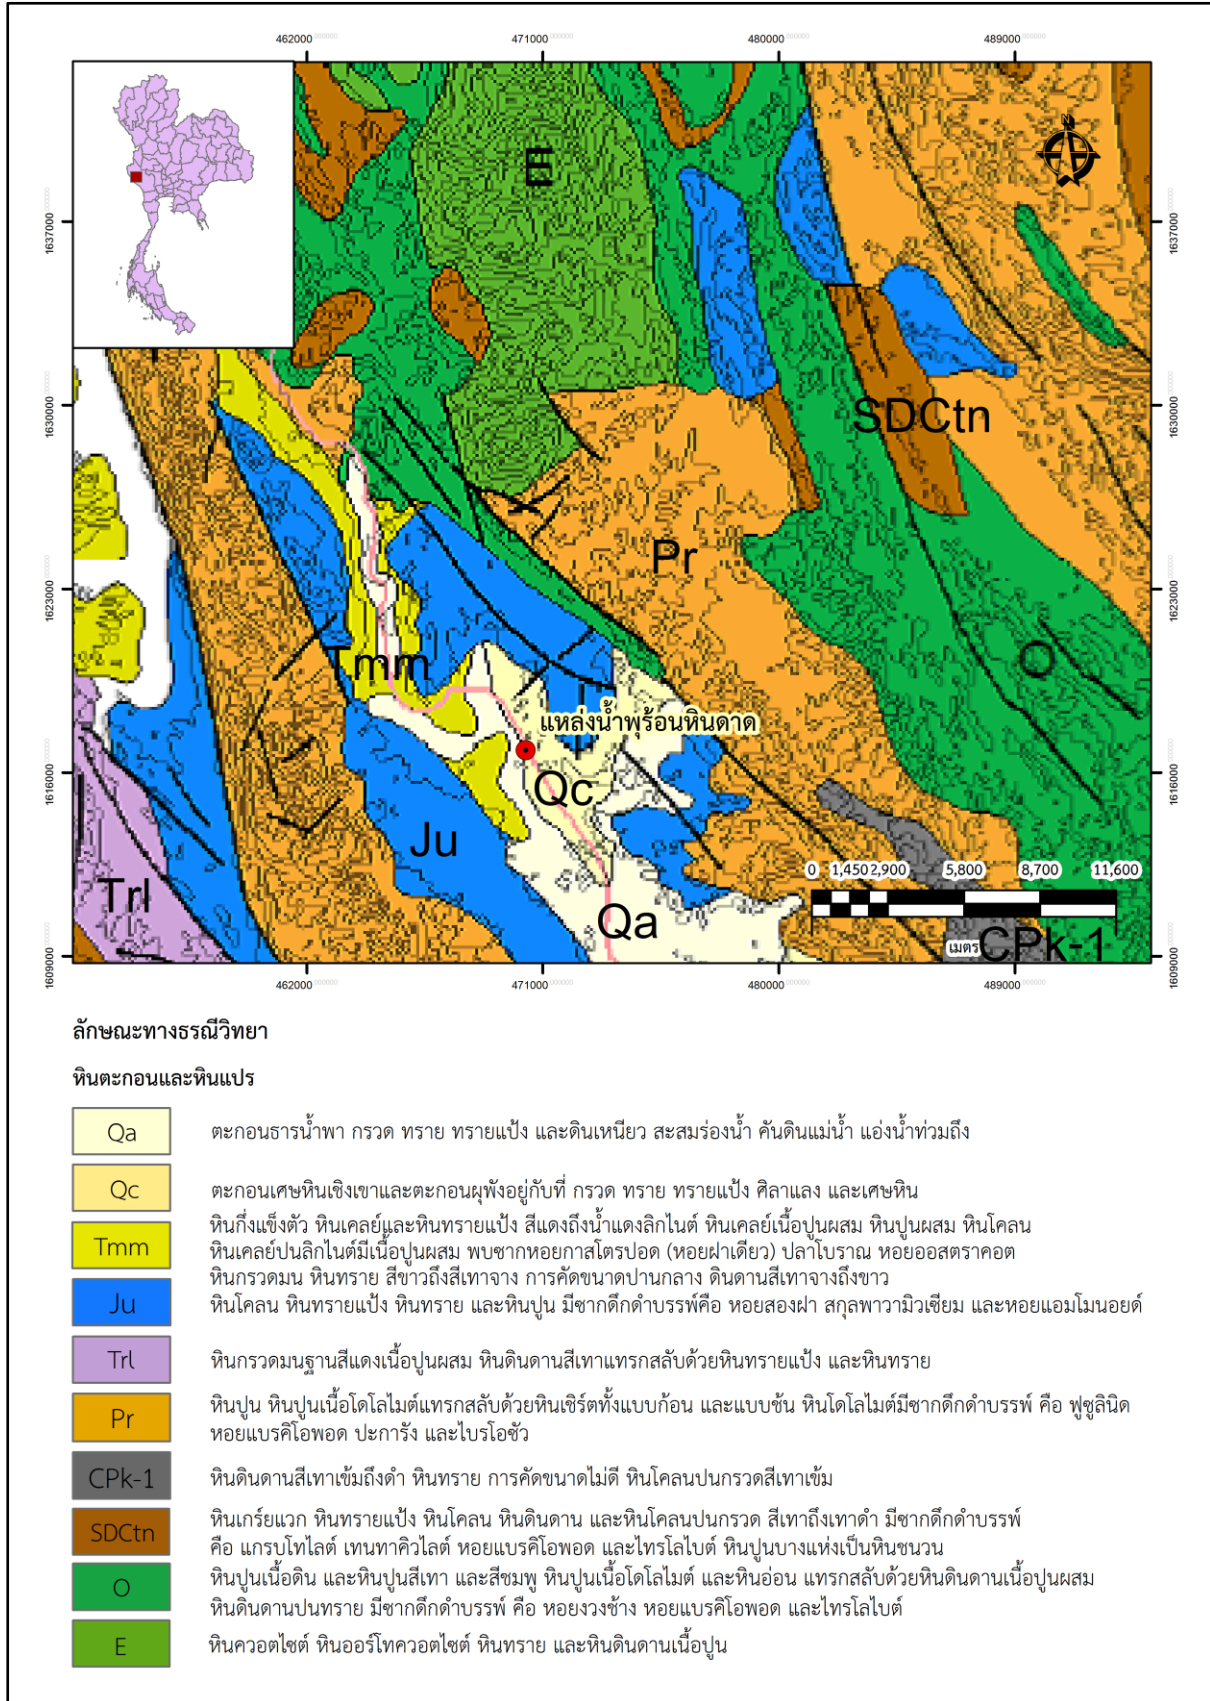 462000 471000 480000 489000
1637000 1637000
E
1630000 1630000
SDCtn
Pr
1623000 1623000
Tmm
O
แหล่งน้ำพุร้อนหินดาด
1616000 1616000
Qc
Ju
0 1,450 2,900 5,800 8,700 11,600
Trl
Qa
เมตร
CPk-1
1609000 1609000
462000 471000 480000 489000
ลักษณะทางธรณีวิทยา
หินตะกอนและหินแปร
Qa ตะกอนธารน้ำพา กรวด ทราย ทรายแป้ง และดินเหนียว สะสมร่องน้ำ คันดินแม่น้ำ แอ่งน้ำท่วมถึง
Qc ตะกอนเศษหินเชิงเขาและตะกอนผุพังอยู่กับที่ กรวด ทราย ทรายแป้ง ศิลาแลง และเศษหิน
หินกึ่งแข็งตัว หินเคลย์และหินทรายแป้ง สีแดงถึงน้ำแดงลิกไนต์ หินเคลย์เนื้อปูนผสม หินปูนผสม หินโคลน
Tmm หินเคลย์ปนลิกไนต์มีเนื้อปูนผสม พบซากหอยกาสโตรปอด (หอยฝาเดียว) ปลาโบราณ หอยออสตราคอต
หินกรวดมน หินทราย สีขาวถึงสีเทาจาง การคัดขนาดปานกลาง ดินดานสีเทาจางถึงขาว
Ju หินโคลน หินทรายแป้ง หินทราย และหินปูน มีซากดึกดำบรรพ์คือ หอยสองฝา สกุลพาวามิวเซียม และหอยแอมโมนอยด์
Trl หินกรวดมนฐานสีแดงเนื้อปูนผสม หินดินดานสีเทาแทรกสลับด้วยหินทรายแป้ง และหินทราย
Pr หินปูน หินปูนเนื้อโดโลไมต์แทรกสลับด้วยหินเชิร์ตทั้งแบบก้อน และแบบชั้น หินโดโลไมต์มีซากดึกดำบรรพ์ คือ ฟูซูลินิด
หอยแบรคิโอพอด ปะการัง และไบรโอซัว
CPk-1 หินดินดานสีเทาเข้มถึงดำ หินทราย การคัดขนาดไม่ดี หินโคลนปนกรวดสีเทาเข้ม
SDCtn หินเกร์ยแวก หินทรายแป้ง หินโคลน หินดินดาน และหินโคลนปนกรวด สีเทาถึงเทาดำ มีซากดึกดำบรรพ์
คือ แกรบโทไลต์ เทนทาคิวไลต์ หอยแบรคิโอพอด และไทรโลไบต์ หินปูนบางแห่งเป็นหินชนวน
O หินปูนเนื้อดิน และหินปูนสีเทา และสีชมพู หินปูนเนื้อโดโลไมต์ และหินอ่อน แทรกสลับด้วยหินดินดานเนื้อปูนผสม
หินดินดานปนทราย มีซากดึกดำบรรพ์ คือ หอยงวงช้าง หอยแบรคิโอพอด และไทรโลไบต์
E หินควอตไซต์ หินออร์โทควอตไซต์ หินทราย และหินดินดานเนื้อปูน